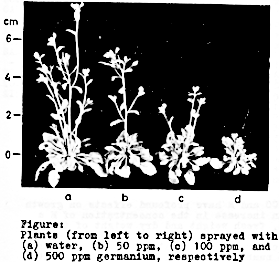 cm
6
4
2
0
a b c d
Figure:
Plants (from left to right) sprayed with
(a) water, (b) 50 ppm, (c) 100 ppm, and
(d) 500 ppm germanium, respectively